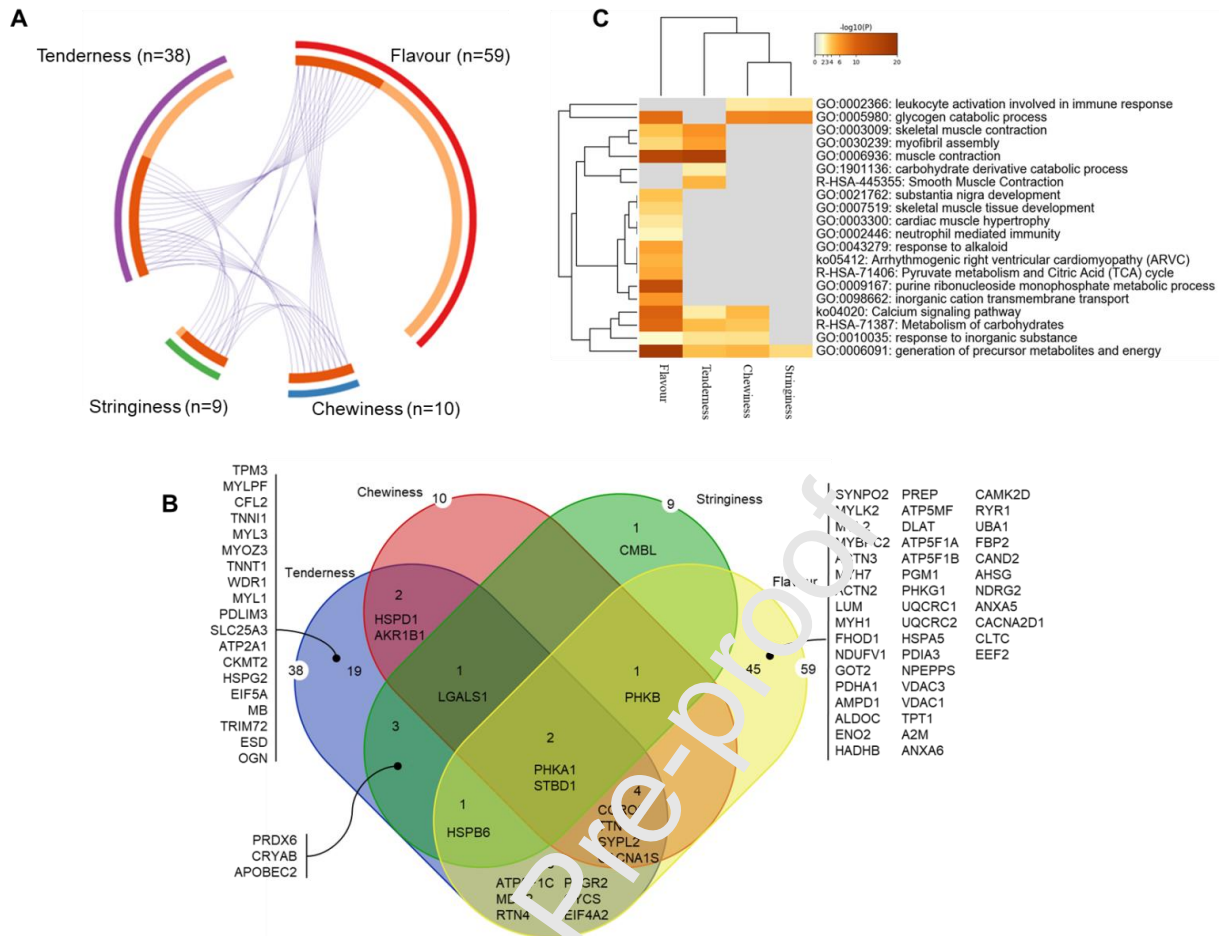 A
Tenderness (n=38)
Flavour (n=59)
Stringiness (n=9)
Chewiness (n=10)
C
-log10(P)
0 2 3 4 6 10 20
GO:0002366: leukocyte activation involved in immune response
GO:0005980: glycogen catabolic process
GO:0003009: skeletal muscle contraction
GO:0030239: myofibril assembly
GO:0006936: muscle contraction
GO:1901136: carbohydrate derivative catabolic process
R-HSA-445355: Smooth Muscle Contraction
GO:0021762: substantia nigra development
GO:0007519: skeletal muscle tissue development
GO:0003300: cardiac muscle hypertrophy
GO:0002446: neutrophil mediated immunity
GO:0043279: response to alkaloid
ko05412: Arrhythmogenic right ventricular cardiomyopathy (ARVC)
R-HSA-71406: Pyruvate metabolism and Citric Acid (TCA) cycle
GO:0009167: purine ribonucleoside monophosphate metabolic process
GO:0098662: inorganic cation transmembrane transport
ko04020: Calcium signaling pathway
R-HSA-71387: Metabolism of carbohydrates
GO:0010035: response to inorganic substance
GO:0006091: generation of precursor metabolites and energy
Flavour
Tenderness
Chewiness
Stringiness
B
TPM3
MYLPF
CFL2
TNNI1
MYL3
MYOZ3
TNNT1
WDR1
MYL1
PDLIM3
SLC25A3
ATP2A1
CKMT2
HSPG2
EIF5A
MB
TRIM72
ESD
OGN
PRDX6
CRYAB
APOBEC2
Tenderness
38
19
Chewiness
10
Stringiness
9
Flavour
59
45
1
CMBL
2
HSPD1
AKR1B1
1
LGALS1
1
PHKB
3
2
PHKA1
STBD1
1
HSPB6
4
SYPL2
RTN4
EIF4A2
SYNPO2 PREP CAMK2D
MYLK2 ATP5MF RYR1
DLAT UBA1
ATP5F1A FBP2
ATP5F1B CAND2
MYH7 PGM1 AHSG
ACTN2 PHKG1 NDRG2
LUM UQCRC1 ANXA5
MYH1 UQCRC2 CACNA2D1
FHOD1 HSPA5 CLTC
NDUFV1 PDIA3 EEF2
GOT2 NPEPPS
PDHA1 VDAC3
AMPD1 VDAC1
ALDOC TPT1
ENO2 A2M
HADHB ANXA6
Pre-proof